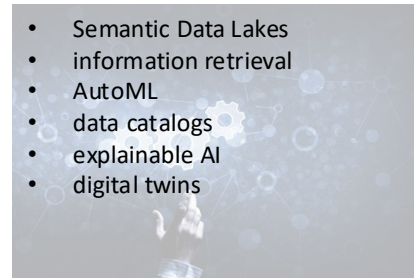 • Semantic Data Lakes
• information retrieval
• AutoML
• data catalogs
• explainable AI
• digital twins